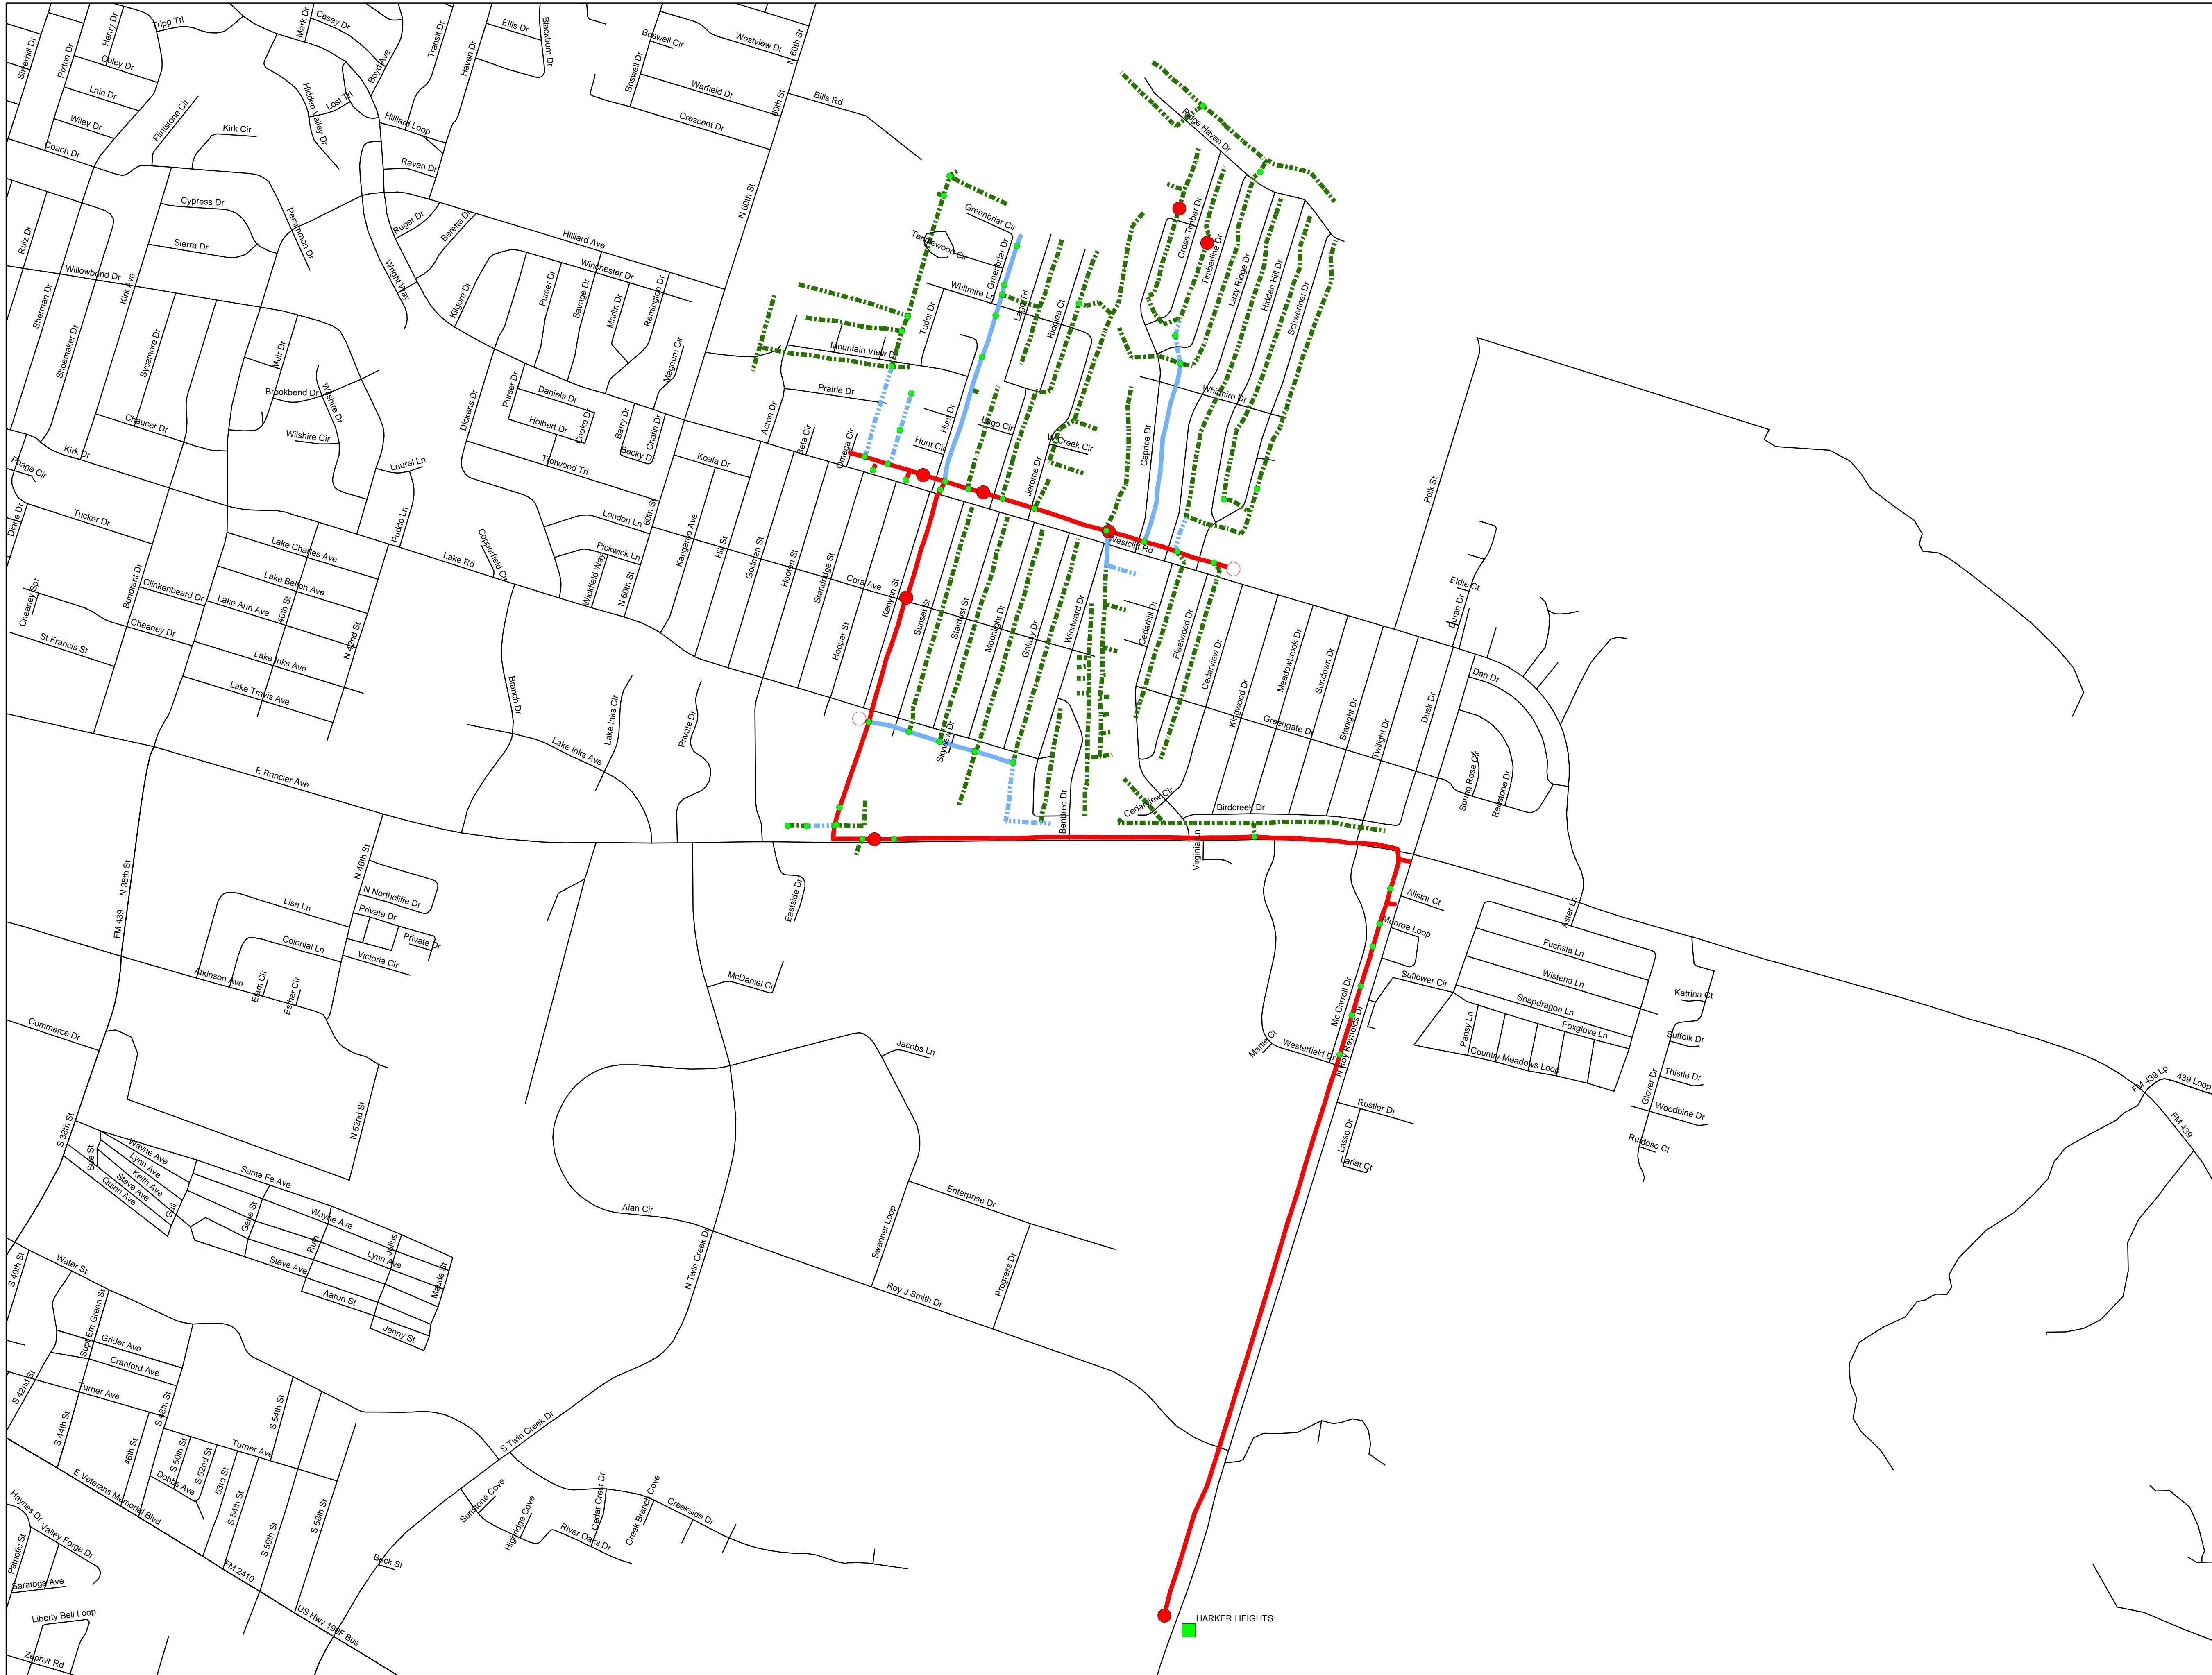 Tripp Trl
Mark Dr
Casey Dr
Henry Dr
Silverhill Dr
Pixton Dr
Coley Dr
Lain Dr
Wiley Dr
Coach Dr
Flintstone Cir
Kirk Cir
Hidden Valley Dr
Lost Trl
Boyd Ave
Transit Dr
Haven Dr
Ellis Dr
Blackburn Dr
Hilliard Loop
Raven Dr
Boswell Cir
Boswell Dr
Westview Dr
N 60th St
Warfield Dr
Crescent Dr
60th St
Bills Rd
Ridge Haven Dr
Cypress Dr
Sierra Dr
Persimmon Dr
Ruiz Dr
Willowbend Dr
Kirk Ave
Sherman Dr
Shoemaker Dr
Sycamore Dr
Ruger Dr
Beretta Dr
Wright Way
Hilliard Ave
N 60th St
Winchester Dr
Kilgore Dr
Purser Dr
Savage Dr
Marlin Dr
Remington Dr
Magnum Cir
Greenbriar Cir
Tanglewood Cir
Greenbriar Dr
Whitmire Ln
Lago Trl
Ridglea Ct
Tudor Dr
Mountain View Dr
Prairie Dr
Cross Timber Dr
Timberline Dr
Lazy Ridge Dr
Hidden Hill Dr
Schwertner Dr
Whitmire Dr
Caprice Dr
Muir Dr
Brookbend Dr
Wilshire Dr
Wilshire Cir
Chaucer Dr
Kirk Dr
Page Cir
Laurel Ln
Dickens Dr
Purser Dr
Daniels Dr
Holbert Dr
Cooke Dr
Barry Dr
Chafin Dr
Becky Dr
Trotwood Trl
Koala Dr
Acron Dr
Beta Cir
Omega Cir
Hunt Dr
Hunt Cir
Lago Cir
W Creek Cir
Jerome Dr
Westcliff Rd
Polk St
Diane Dr
Tucker Dr
Puddo Ln
Lake Rd
Lake Charles Ave
Lake Belton Ave
Lake Ann Ave
40th St
Lake Inks Ave
Lake Travis Ave
N 42nd St
Bundrant Dr
Clinkenbeard Dr
Cheaney Dr
Cheaney Spr
St Francis St
Copperfield Cir
London Ln
Pickwick Ln
Wickfield Way
N 60th St
60th St
Kangaroo Ave
Hill St
Godman St
Hooten St
Standridge St
Cora Ave
Hooper St
Kenyon St
Sunset St
Stardust St
Moonlight Dr
Galaxy Dr
Windward Dr
Skyview Dr
Bentree Dr
Cedarhill Dr
Fleetwood Dr
Cedarview Dr
Kingwood Dr
Meadowbrook Dr
Sundown Dr
Starlight Dr
Twilight Dr
Dusk Dr
Greengate Dr
Eldie Ct
Duran Dr
Dan Dr
Spring Rose Cir
Redstone Dr
Cedarview Cir
Birdcreek Dr
Virginia Ln
Branch Dr
Lake Inks Cir
Lake Inks Ave
Private Dr
E Rancier Ave
N 38th St
FM 439
N 46th St
Lisa Ln
N Northcliffe Dr
Private Dr
Private Dr
Colonial Ln
Victoria Cir
Atkinson Ave
Elam Cir
Esther Cir
Eastside Dr
McDaniel Cir
Allstar Ct
Monroe Loop
Suflower Cir
Aster Ln
Fuchsia Ln
Wisteria Ln
Snapdragon Ln
Foxglove Ln
Pansy Ln
Country Meadows Loop
Katrina Ct
Suffolk Dr
Thistle Dr
Woodbine Dr
Glover Dr
Ruidoso Ct
Mc Carroll Dr
N Roy Reynolds Dr
Martie Ct
Westerfield Dr
Rustler Dr
Lasso Dr
Lariat Ct
FM 439 Lp
439 Loop
FM 439
Commerce Dr
S 38th St
N 52nd St
Jacobs Ln
Sue St
Wayne Ave
Lynn Ave
Keith Ave
Steve Ave
Quinn Ave
Gail
Santa Fe Ave
Gene St
Wayne Ave
Ruth
Julius
Lynn Ave
Steve Ave
Maude St
Aaron St
Jenny St
Alan Cir
N Twin Creek Dr
Swanner Loop
Enterprise Dr
Progress Dr
Roy J Smith Dr
S 40th St
Water St
Supt Em Green St
Grider Ave
Cranford Ave
Turner Ave
S 42nd St
S 44th St
46th St
S 48th St
S 50th St
S 52nd St
Dobbs Ave
53rd St
S 54th St
S 54th St
Turner Ave
S 56th St
S 58th St
E Veterans Memorial Blvd
FM 2410
US Hwy 190F Bus
Haynes Dr
Valley Forge Dr
Patriotic St
Saratoga Ave
Liberty Bell Loop
Zephyr Rd
S Twin Creek Dr
Sunstone Cove
Highridge Cove
River Oaks Dr
Cedar Crest Dr
Creek Branch Cove
Creekside Dr
Beck St
HARKER HEIGHTS